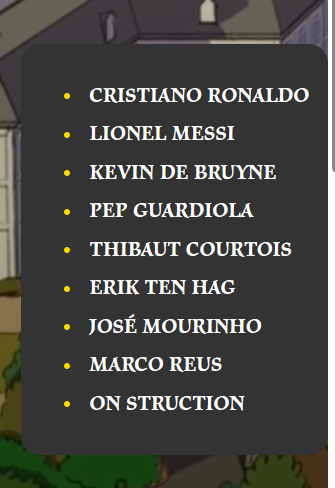 CRISTIANO RONALDO
LIONEL MESSI
KEVIN DE BRUYNE
PEP GUARDIOLA
THIBAUT COURTOIS
ERIK TEN HAG
JOSÉ MOURINHO
MARCO REUS
ON STRUCTION